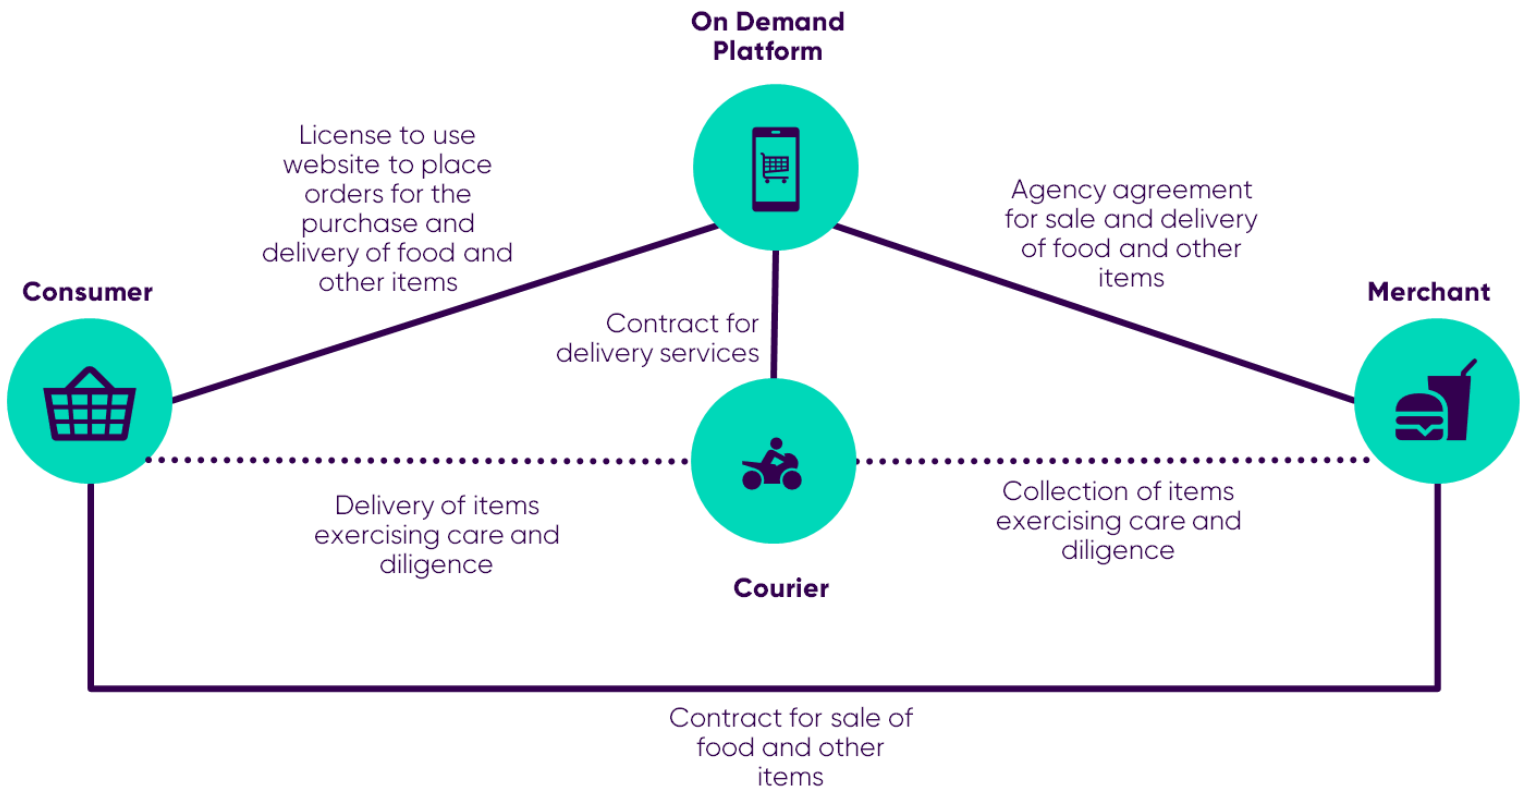 On Demand
Platform
License to use
website to place
orders for the
purchase and
delivery of food and
other items
Agency agreement
for sale and delivery
of food and other
items
Consumer
Merchant
Contract for
delivery services
Delivery of items
exercising care and
diligence
Collection of items
exercising care and
diligence
Courier
Contract for sale of
food and other
items